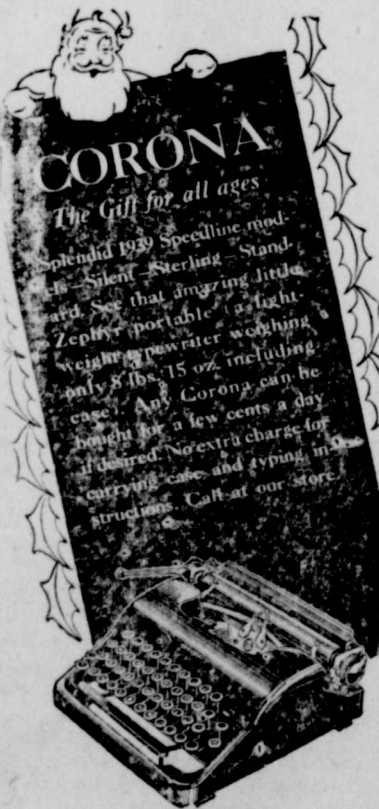 CORONA
The Gift for all ages
Splendid 1939 Speedline mod-
els—Silent—Sterling—Stand-
ard. See that amazing little
Zephyr portable (a light-
weight typewriter weighing
only 8 lbs. 15 oz. including
case). Any Corona can be
bought for a few cents a day
if desired. No extra charge for
carrying case and typing in-
structions. Call at our store.